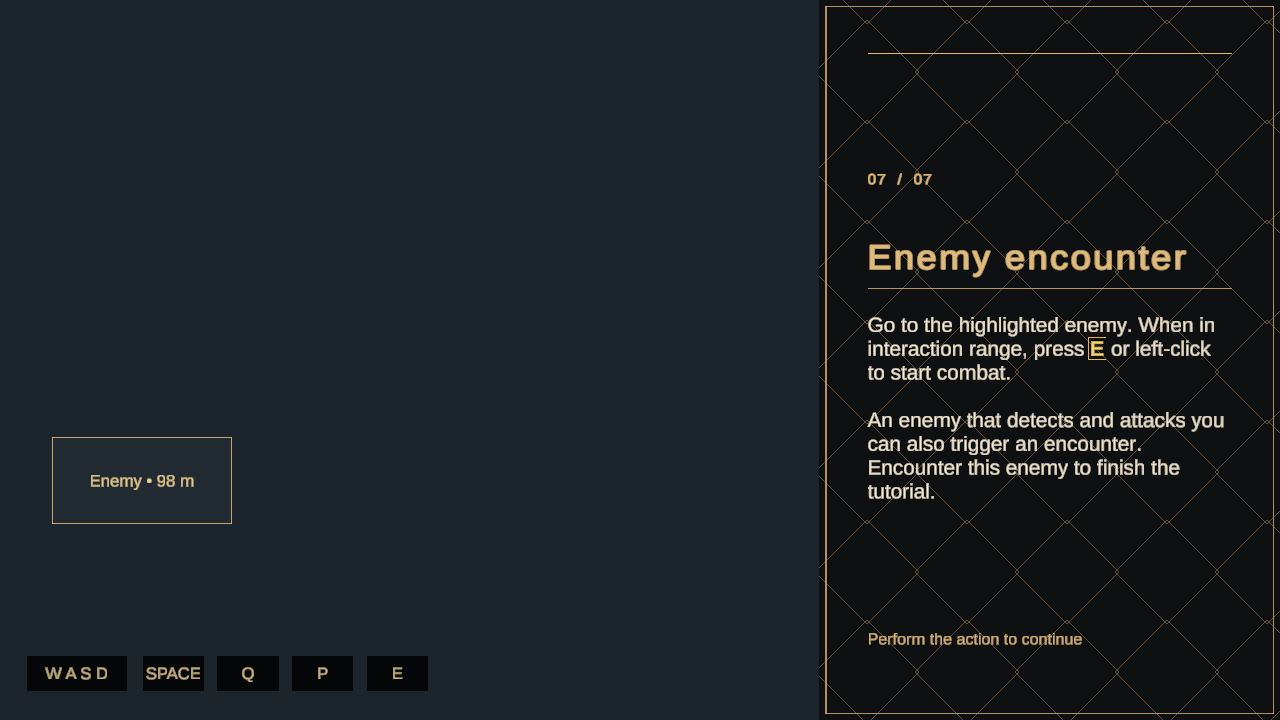 07 / 07
Enemy encounter
Go to the highlighted enemy. When in
interaction range, press E or left-click
to start combat.
An enemy that detects and attacks you
can also trigger an encounter.
Encounter this enemy to finish the
tutorial.
Enemy • 98 m
Perform the action to continue
W A S D
SPACE
Q
P
E